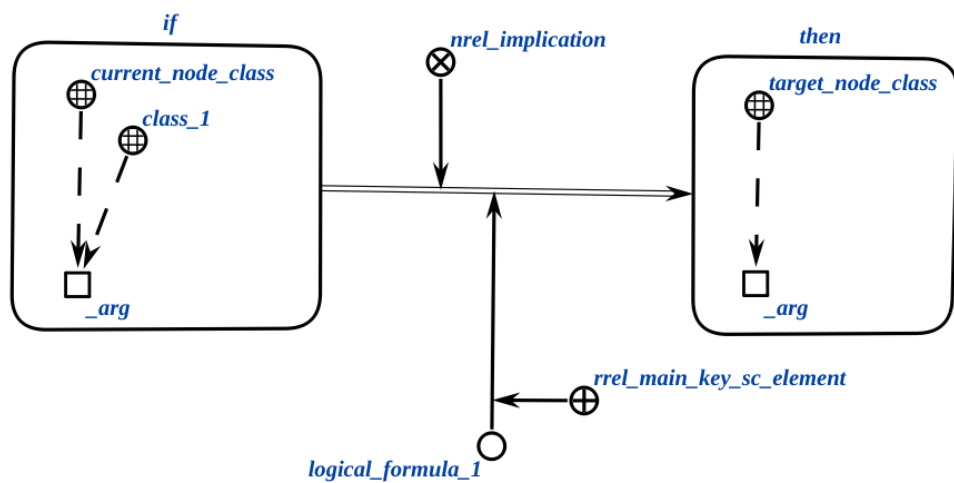 if
nrel_implication
then
current_node_class
target_node_class
class_1
_arg
_arg
rrel_main_key_sc_element
logical_formula_1